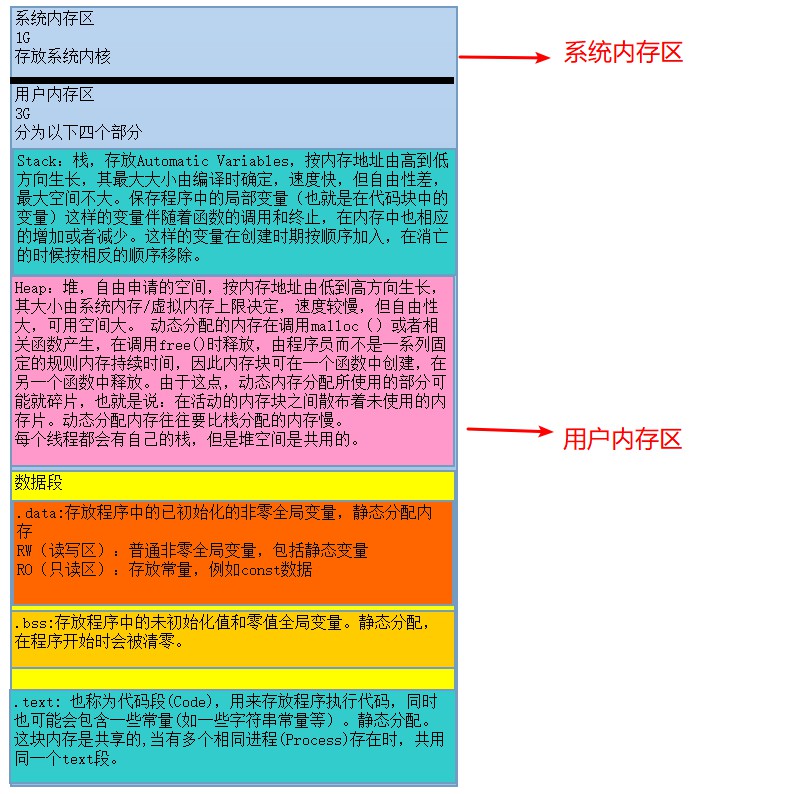 系统内存区
1G
存放系统内核
系统内存区
用户内存区
3G
分为以下四个部分
Stack：栈，存放Automatic Variables，按内存地址由高到低
方向生长，其最大大小由编译时确定，速度快，但自由性差，
最大空间不大。保存程序中的局部变量（也就是在代码块中的
变量）这样的变量伴随着函数的调用和终止，在内存中也相应
的增加或者减少。这样的变量在创建时期按顺序加入，在消亡
的时候按相反的顺序移除。
Heap：堆，自由申请的空间，按内存地址由低到高方向生长，
其大小由系统内存/虚拟内存上限决定，速度较慢，但自由性
大，可用空间大。 动态分配的内存在调用malloc（）或者相
关函数产生，在调用free()时释放，由程序员而不是一系列固
定的规则内存持续时间，因此内存块可在一个函数中创建，在
另一个函数中释放。由于这点，动态内存分配所使用的部分可
能就碎片，也就是说：在活动的内存块之间散布着未使用的内
存片。动态分配内存往往要比栈分配的内存慢。
每个线程都会有自己的栈，但是堆空间是共用的。
用户内存区
数据段
.data:存放程序中的已初始化的非零全局变量，静态分配内
存
RW（读写区）：普通非零全局变量，包括静态变量
RO（只读区）：存放常量，例如const数据
.bss:存放程序中的未初始化值和零值全局变量。静态分配，
在程序开始时会被清零。
.text: 也称为代码段(Code)，用来存放程序执行代码，同时
也可能会包含一些常量(如一些字符串常量等）。静态分配。
这块内存是共享的,当有多个相同进程(Process)存在时，共用
同一个text段。